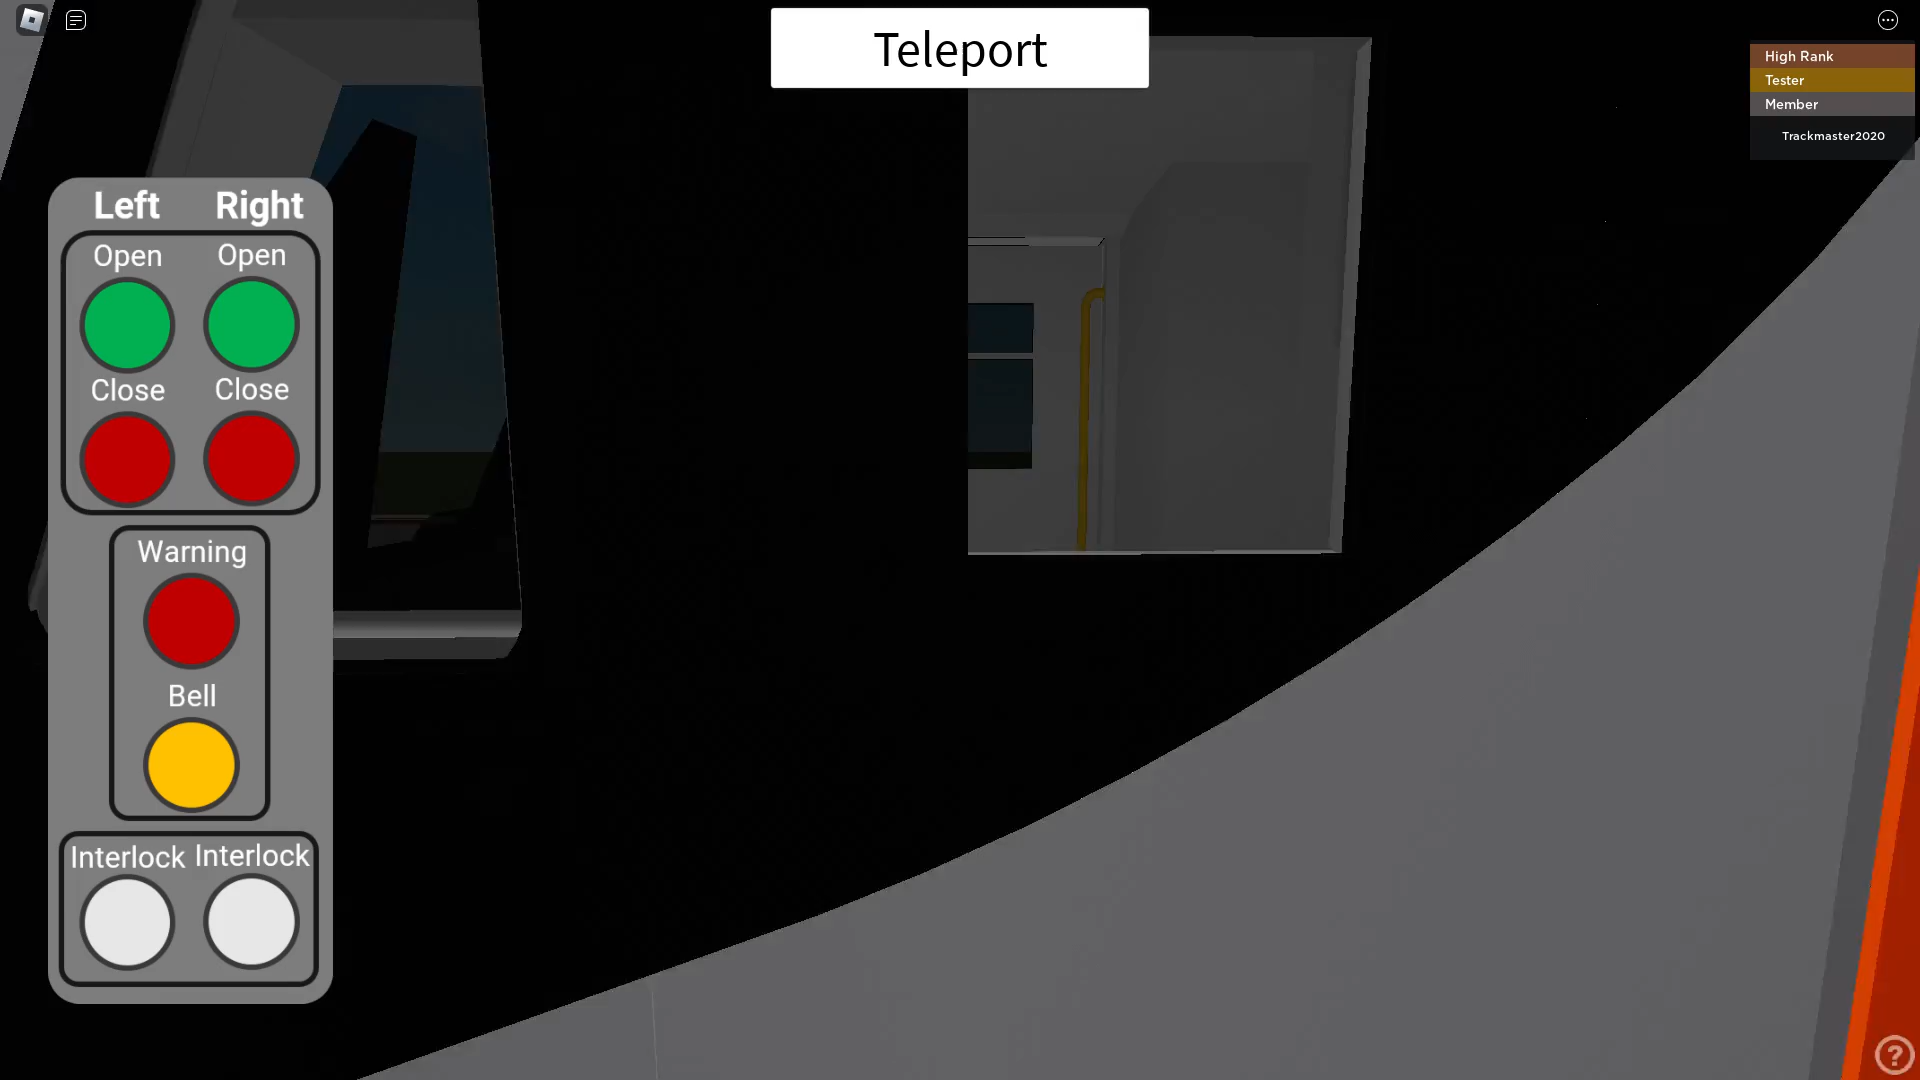 Teleport
High Rank
Tester
Member
Trackmaster2020
Left Right
Open Open
Close Close
Warning
Bell
Interlock Interlock
?